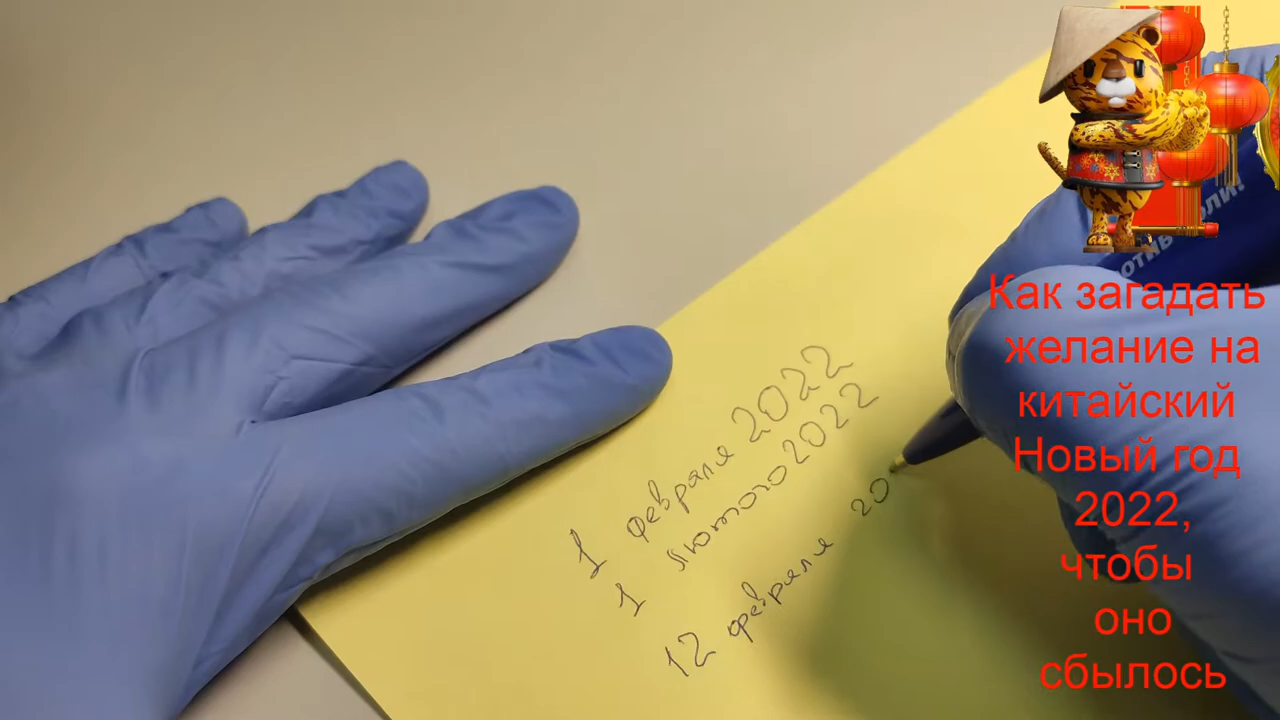 1 февраля 2022
1 лютого 2022
12 февраля 20
Как загадать
желание на
китайский
Новый год
2022,
чтобы
оно
сбылось